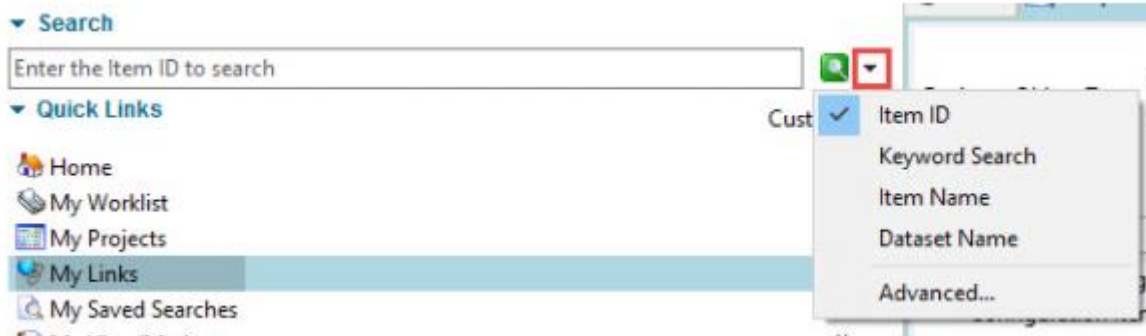 Search
Enter the Item ID to search
Quick Links
Cust
Item ID
Keyword Search
Item Name
Dataset Name
Advanced...
Home
My Worklist
My Projects
My Links
My Saved Searches